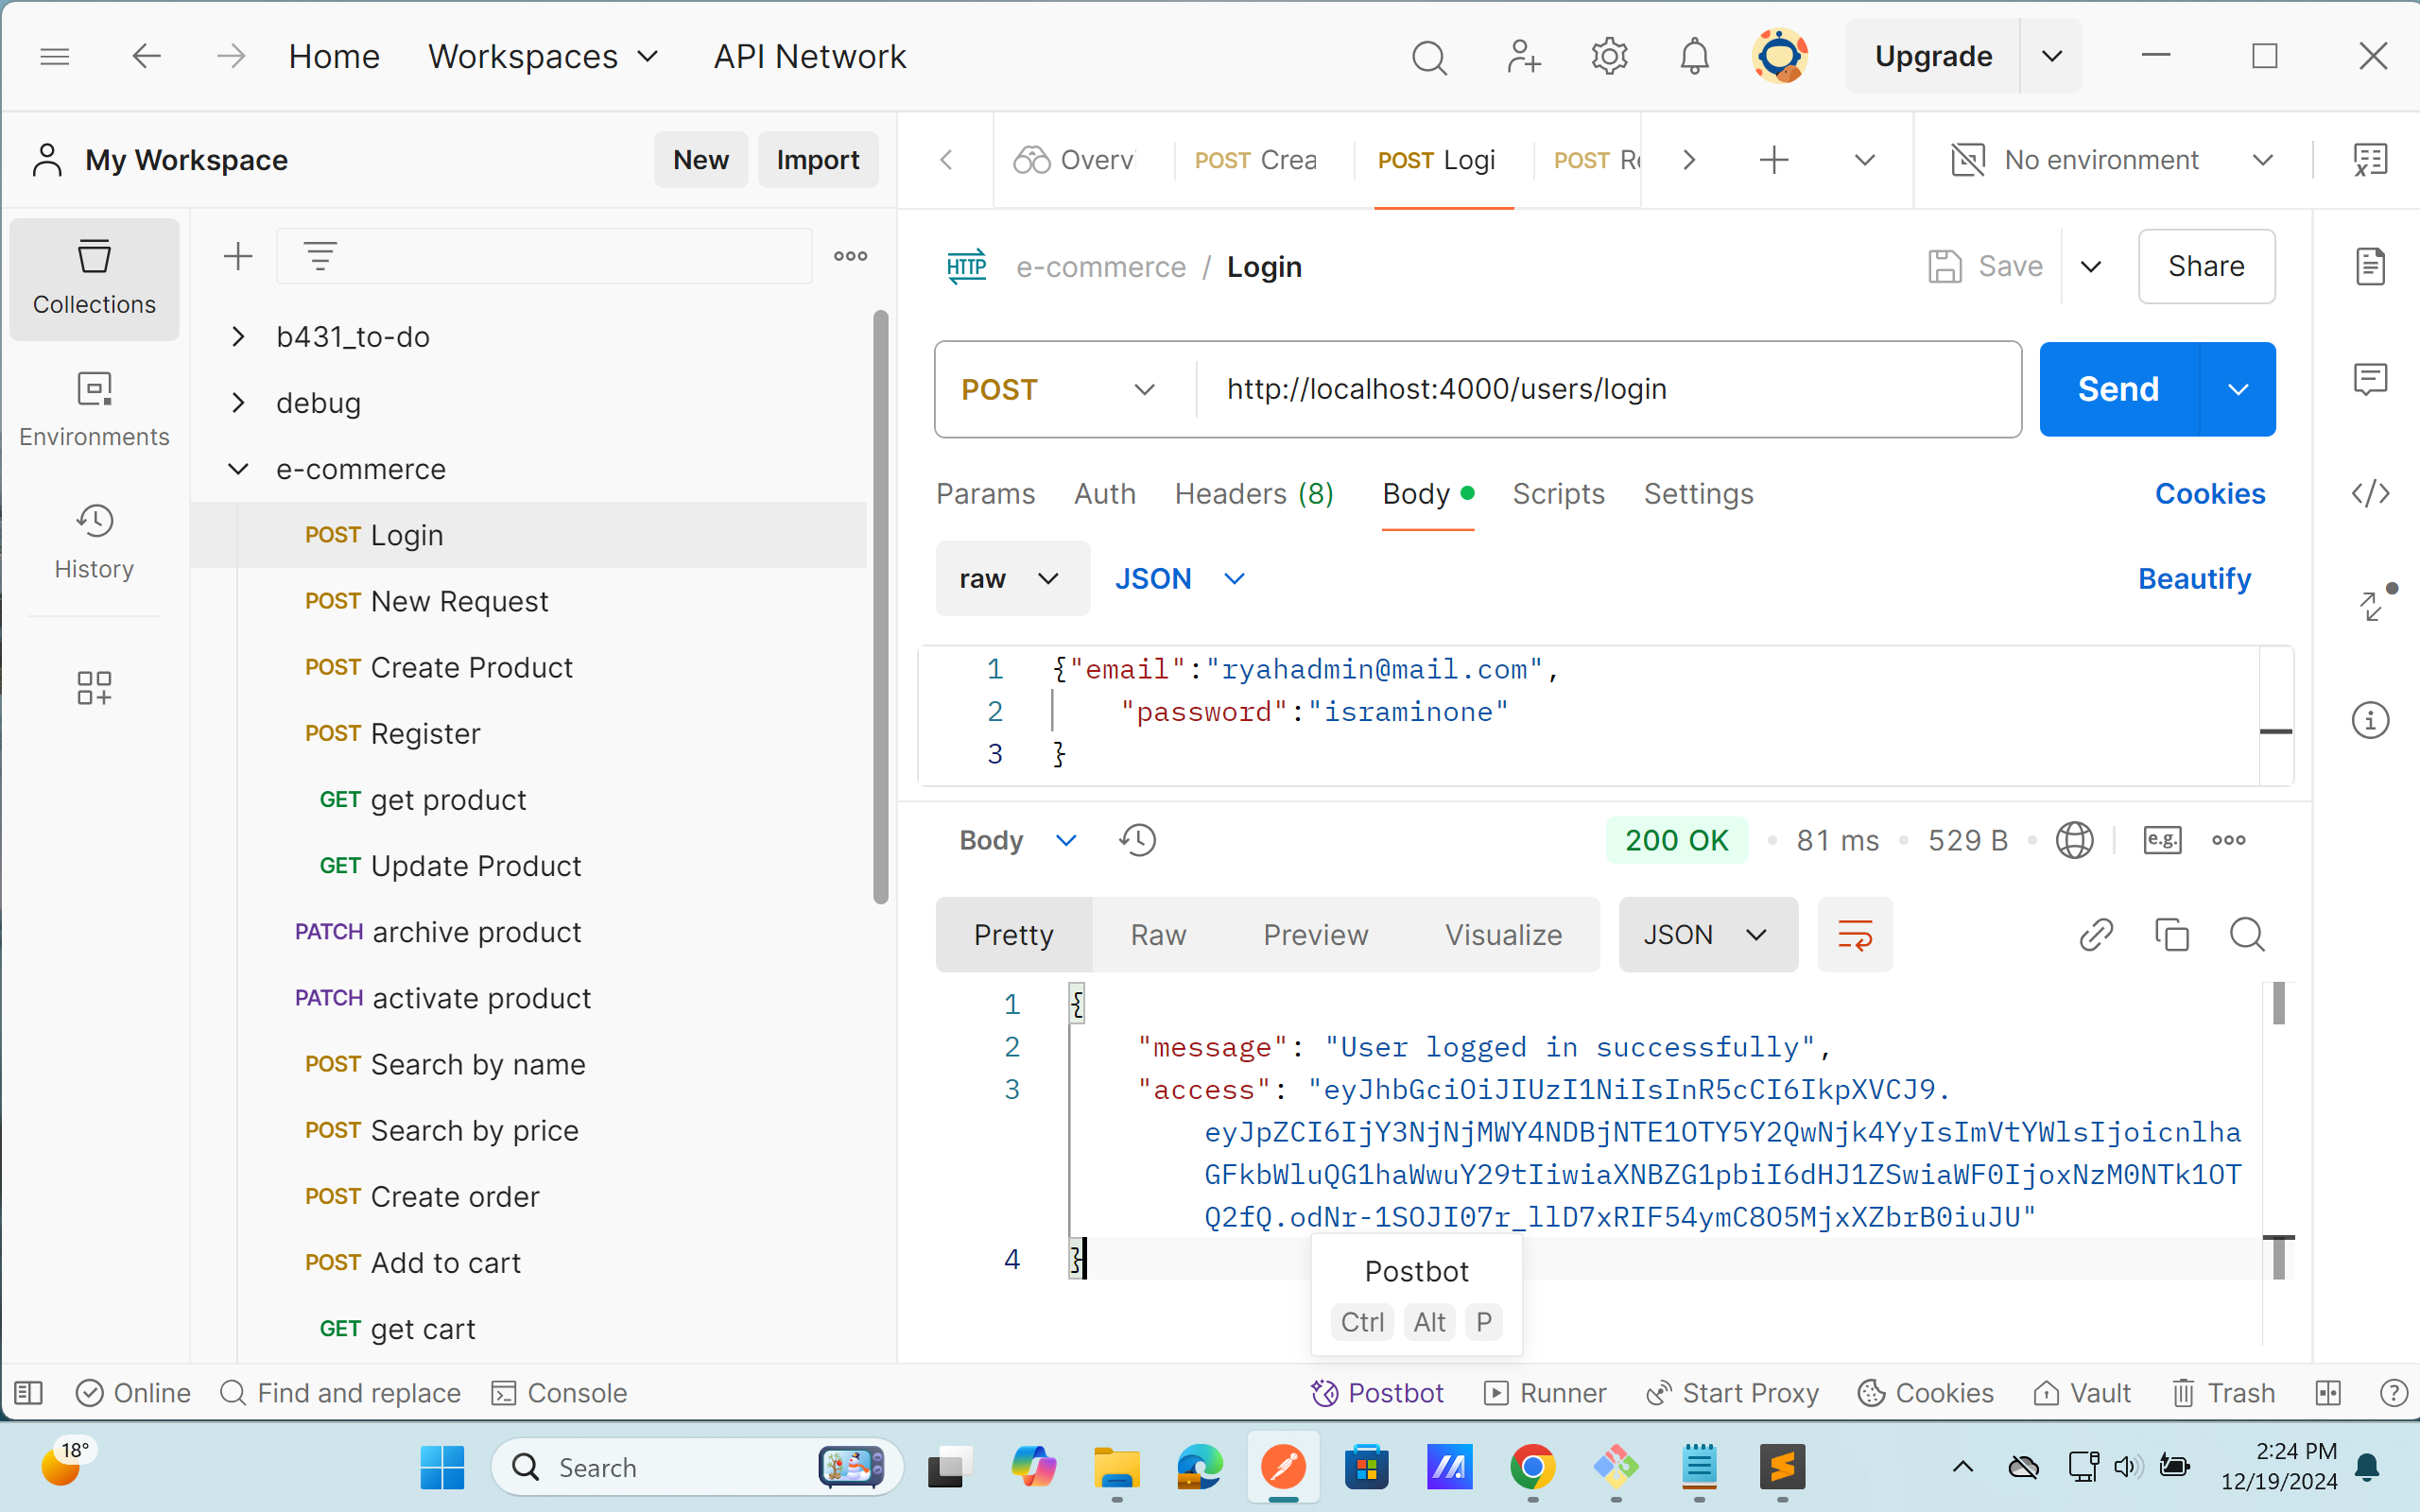 Home
Workspaces
API Network
Upgrade
My Workspace
New
Import
Overvi
POST Crea
POST Logi
POST Re
No environment
Collections
Environments
History
b431_to-do
debug
e-commerce
POST Login
POST New Request
POST Create Product
POST Register
GET get product
GET Update Product
PATCH archive product
PATCH activate product
POST Search by name
POST Search by price
POST Create order
POST Add to cart
GET get cart
HTTP e-commerce / Login
Save
Share
POST
http://localhost:4000/users/login
Send
Params
Auth
Headers (8)
Body
Scripts
Settings
Cookies
raw
JSON
Beautify
1 {"email":"ryahadmin@mail.com",
2 "password":"israminone"
3 }
Body
200 OK
81 ms
529 B
e.g.
Pretty
Raw
Preview
Visualize
JSON
1 {
2 "message": "User logged in successfully",
3 "access": "eyJhbGciOiJIUzI1NiIsInR5cCI6IkpXVCJ9.
eyJpZCI6IjY3NjNjMWY4NDBjNTE1OTY5Y2QwNjk4YyIsImVtYWlsIjoicnlha
GFkbWluQG1haWwuY29tIiwiaXNBZG1pbiI6dHJ1ZSwiaWF0IjoxNzM0NTk1OT
Q2fQ.odNr-1SOJI07r_llD7xRIF54ymC8O5MjxXZbrB0iuJU"
4 }
Postbot
Ctrl Alt P
Online
Find and replace
Console
Postbot
Runner
Start Proxy
Cookies
Vault
Trash
18°
Search
2:24 PM
12/19/2024